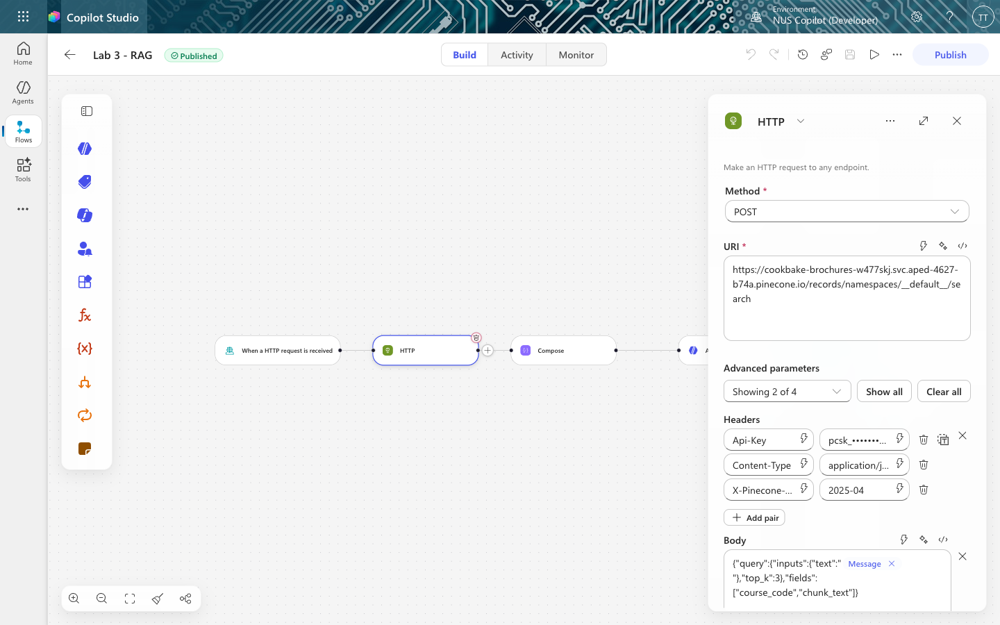 Copilot Studio
Environment
NUS Copilot (Developer)
TT
Home
Agents
Flows
Tools
Lab 3 - RAG
Published
Build
Activity
Monitor
Publish
When a HTTP request is received
HTTP
Compose
A
HTTP
Make an HTTP request to any endpoint.
Method *
POST
URI *
https://cookbake-brochures-w477skj.svc.aped-4627-
b74a.pinecone.io/records/namespaces/__default__/se
arch
Advanced parameters
Showing 2 of 4
Show all
Clear all
Headers
Api-Key
pcsk_•••••••...
Content-Type
application/j...
X-Pinecone-...
2025-04
Add pair
Body
{"query":{"inputs":{"text":" Message
"},"top_k":3},"fields":
["course_code","chunk_text"]}